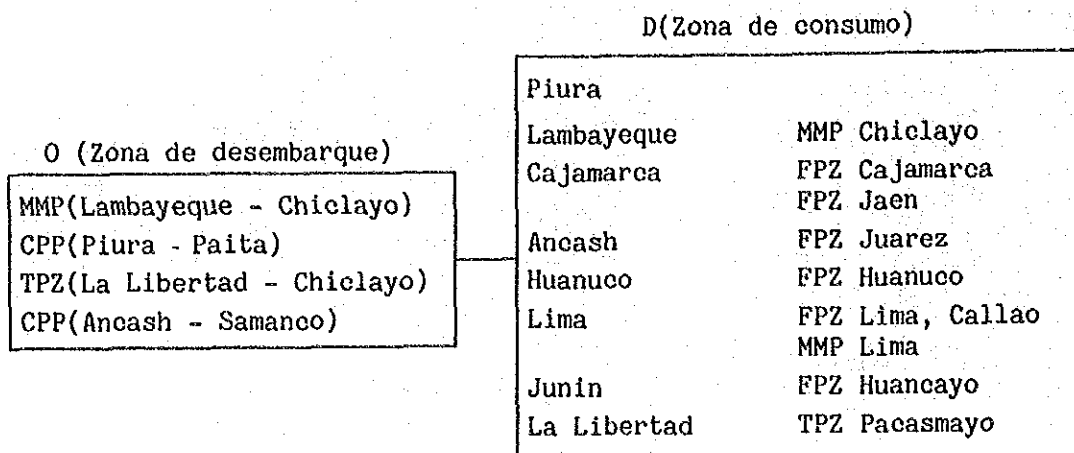 D(Zona de consumo)
O (Zona de desembarque)
MMP(Lambayeque - Chiclayo)
CPP(Piura - Paita)
TPZ(La Libertad - Chiclayo)
CPP(Ancash - Samanco)
Piura
Lambayeque MMP Chiclayo
Cajamarca FPZ Cajamarca
FPZ Jaen
Ancash FPZ Juarez
Huanuco FPZ Huanuco
Lima FPZ Lima, Callao
MMP Lima
Junin FPZ Huancayo
La Libertad TPZ Pacasmayo